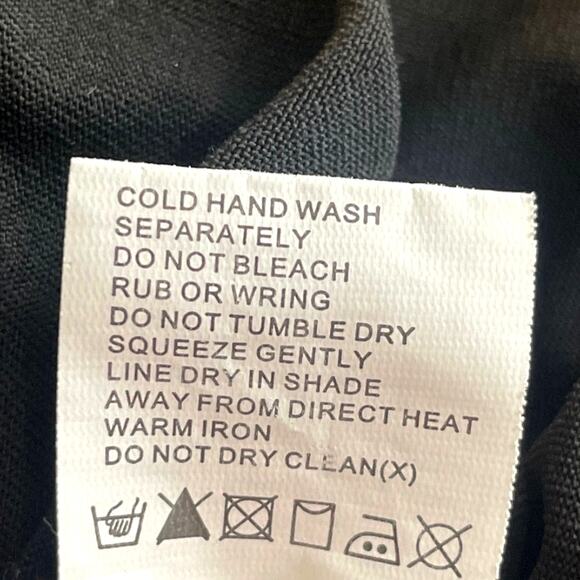 COLD HAND WASH
SEPARATELY
DO NOT BLEACH
RUB OR WRING
DO NOT TUMBLE DRY
SQUEEZE GENTLY
LINE DRY IN SHADE
AWAY FROM DIRECT HEAT
WARM IRON
DO NOT DRY CLEAN(X)